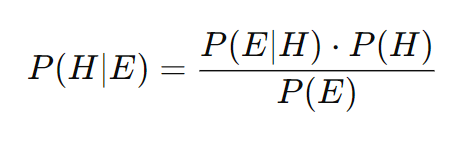 P(H|E) = P(E|H) · P(H) / P(E)